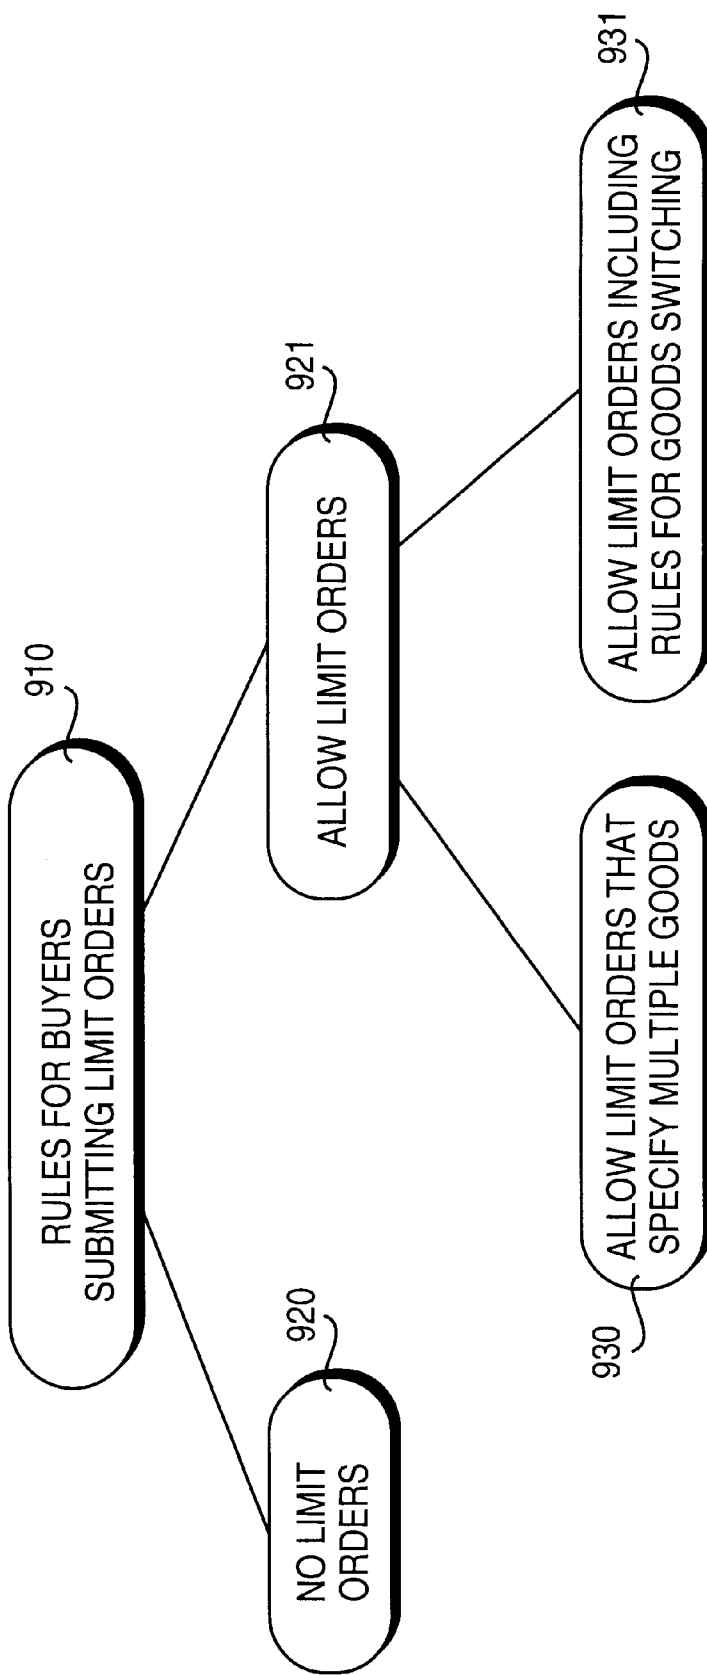 910
RULES FOR BUYERS
SUBMITTING LIMIT ORDERS
920
NO LIMIT
ORDERS
921
ALLOW LIMIT ORDERS
930
ALLOW LIMIT ORDERS THAT
SPECIFY MULTIPLE GOODS
931
ALLOW LIMIT ORDERS INCLUDING
RULES FOR GOODS SWITCHING